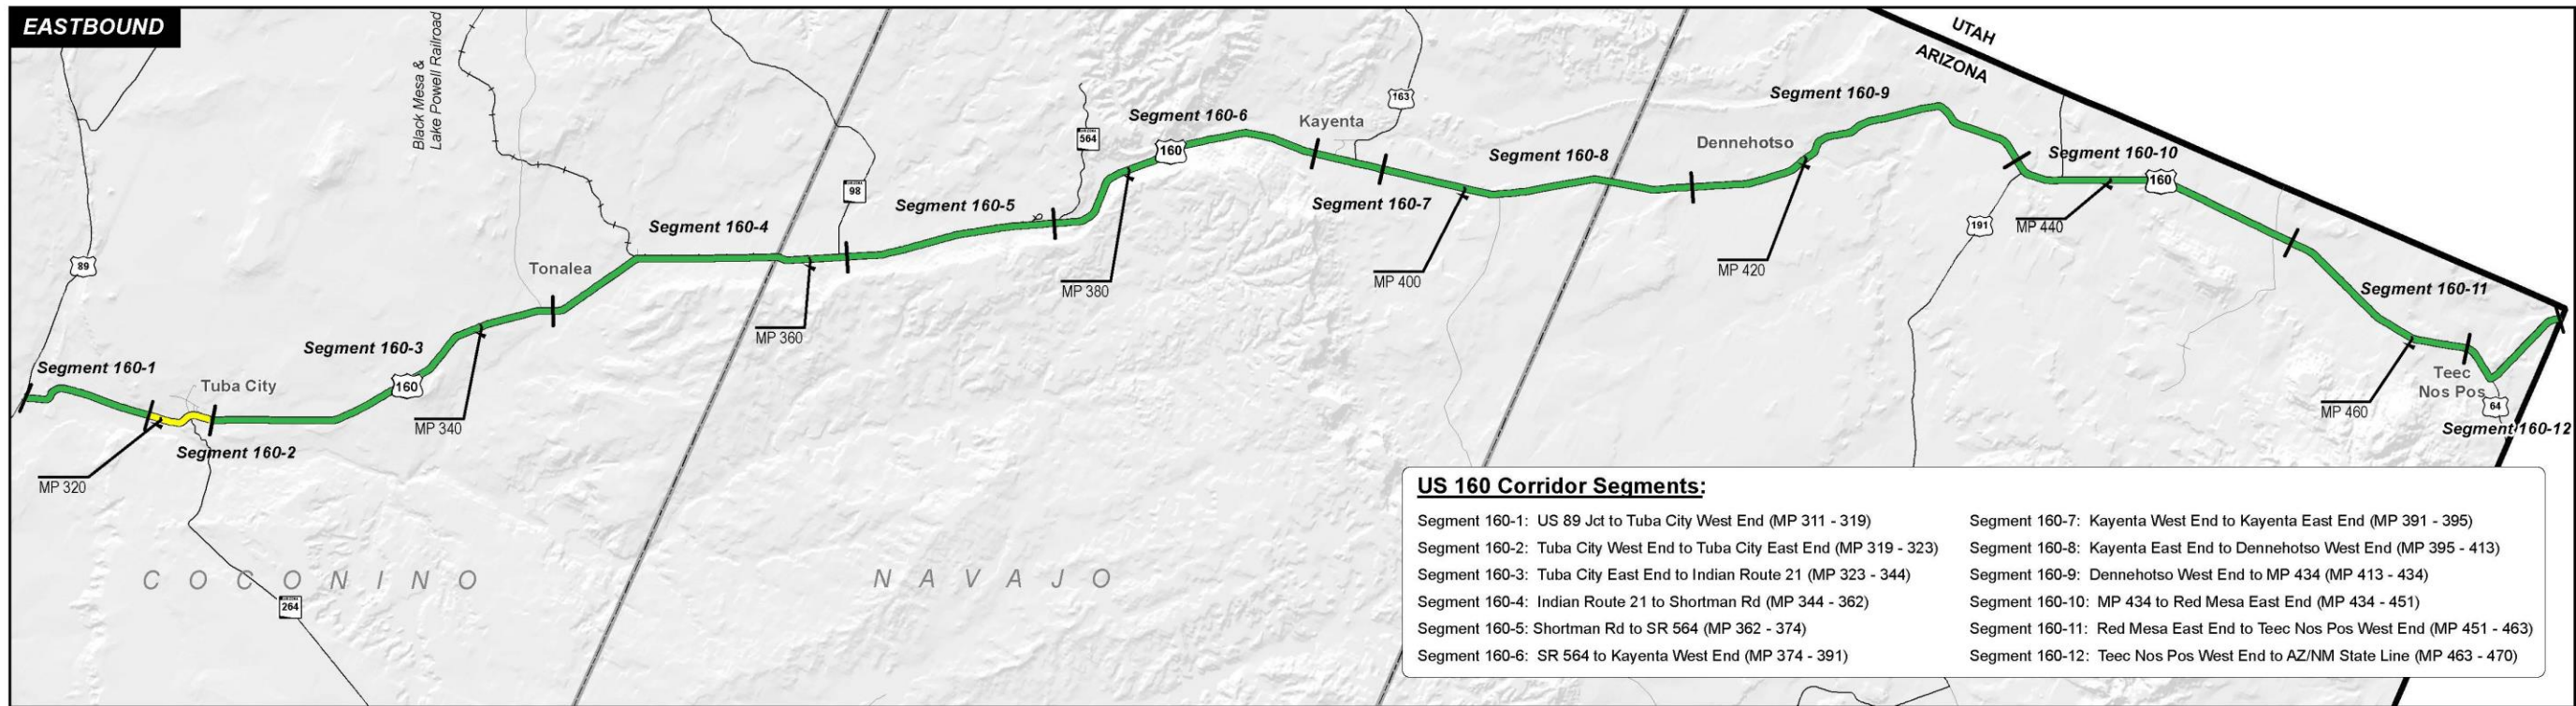 EASTBOUND
UTAH
ARIZONA
Black Mesa &
Lake Powell Railroad
Segment 160-9
163
Segment 160-6
Kayenta
564
160
Dennehotso
Segment 160-8
Segment 160-10
160
ARIZONA
98
Segment 160-5
Segment 160-7
Segment 160-4
191
MP 440
89
Tonalea
MP 420
MP 400
MP 380
Segment 160-11
MP 360
Segment 160-3
Segment 160-1
Tuba City
160
Teec
Nos Pos
64
MP 460
MP 340
Segment 160-12
Segment 160-2
MP 320
COCONINO
NAVAJO
264
US 160 Corridor Segments:
Segment 160-1: US 89 Jct to Tuba City West End (MP 311 - 319)
Segment 160-2: Tuba City West End to Tuba City East End (MP 319 - 323)
Segment 160-3: Tuba City East End to Indian Route 21 (MP 323 - 344)
Segment 160-4: Indian Route 21 to Shortman Rd (MP 344 - 362)
Segment 160-5: Shortman Rd to SR 564 (MP 362 - 374)
Segment 160-6: SR 564 to Kayenta West End (MP 374 - 391)
Segment 160-7: Kayenta West End to Kayenta East End (MP 391 - 395)
Segment 160-8: Kayenta East End to Dennehotso West End (MP 395 - 413)
Segment 160-9: Dennehotso West End to MP 434 (MP 413 - 434)
Segment 160-10: MP 434 to Red Mesa East End (MP 434 - 451)
Segment 160-11: Red Mesa East End to Teec Nos Pos West End (MP 451 - 463)
Segment 160-12: Teec Nos Pos West End to AZ/NM State Line (MP 463 - 470)